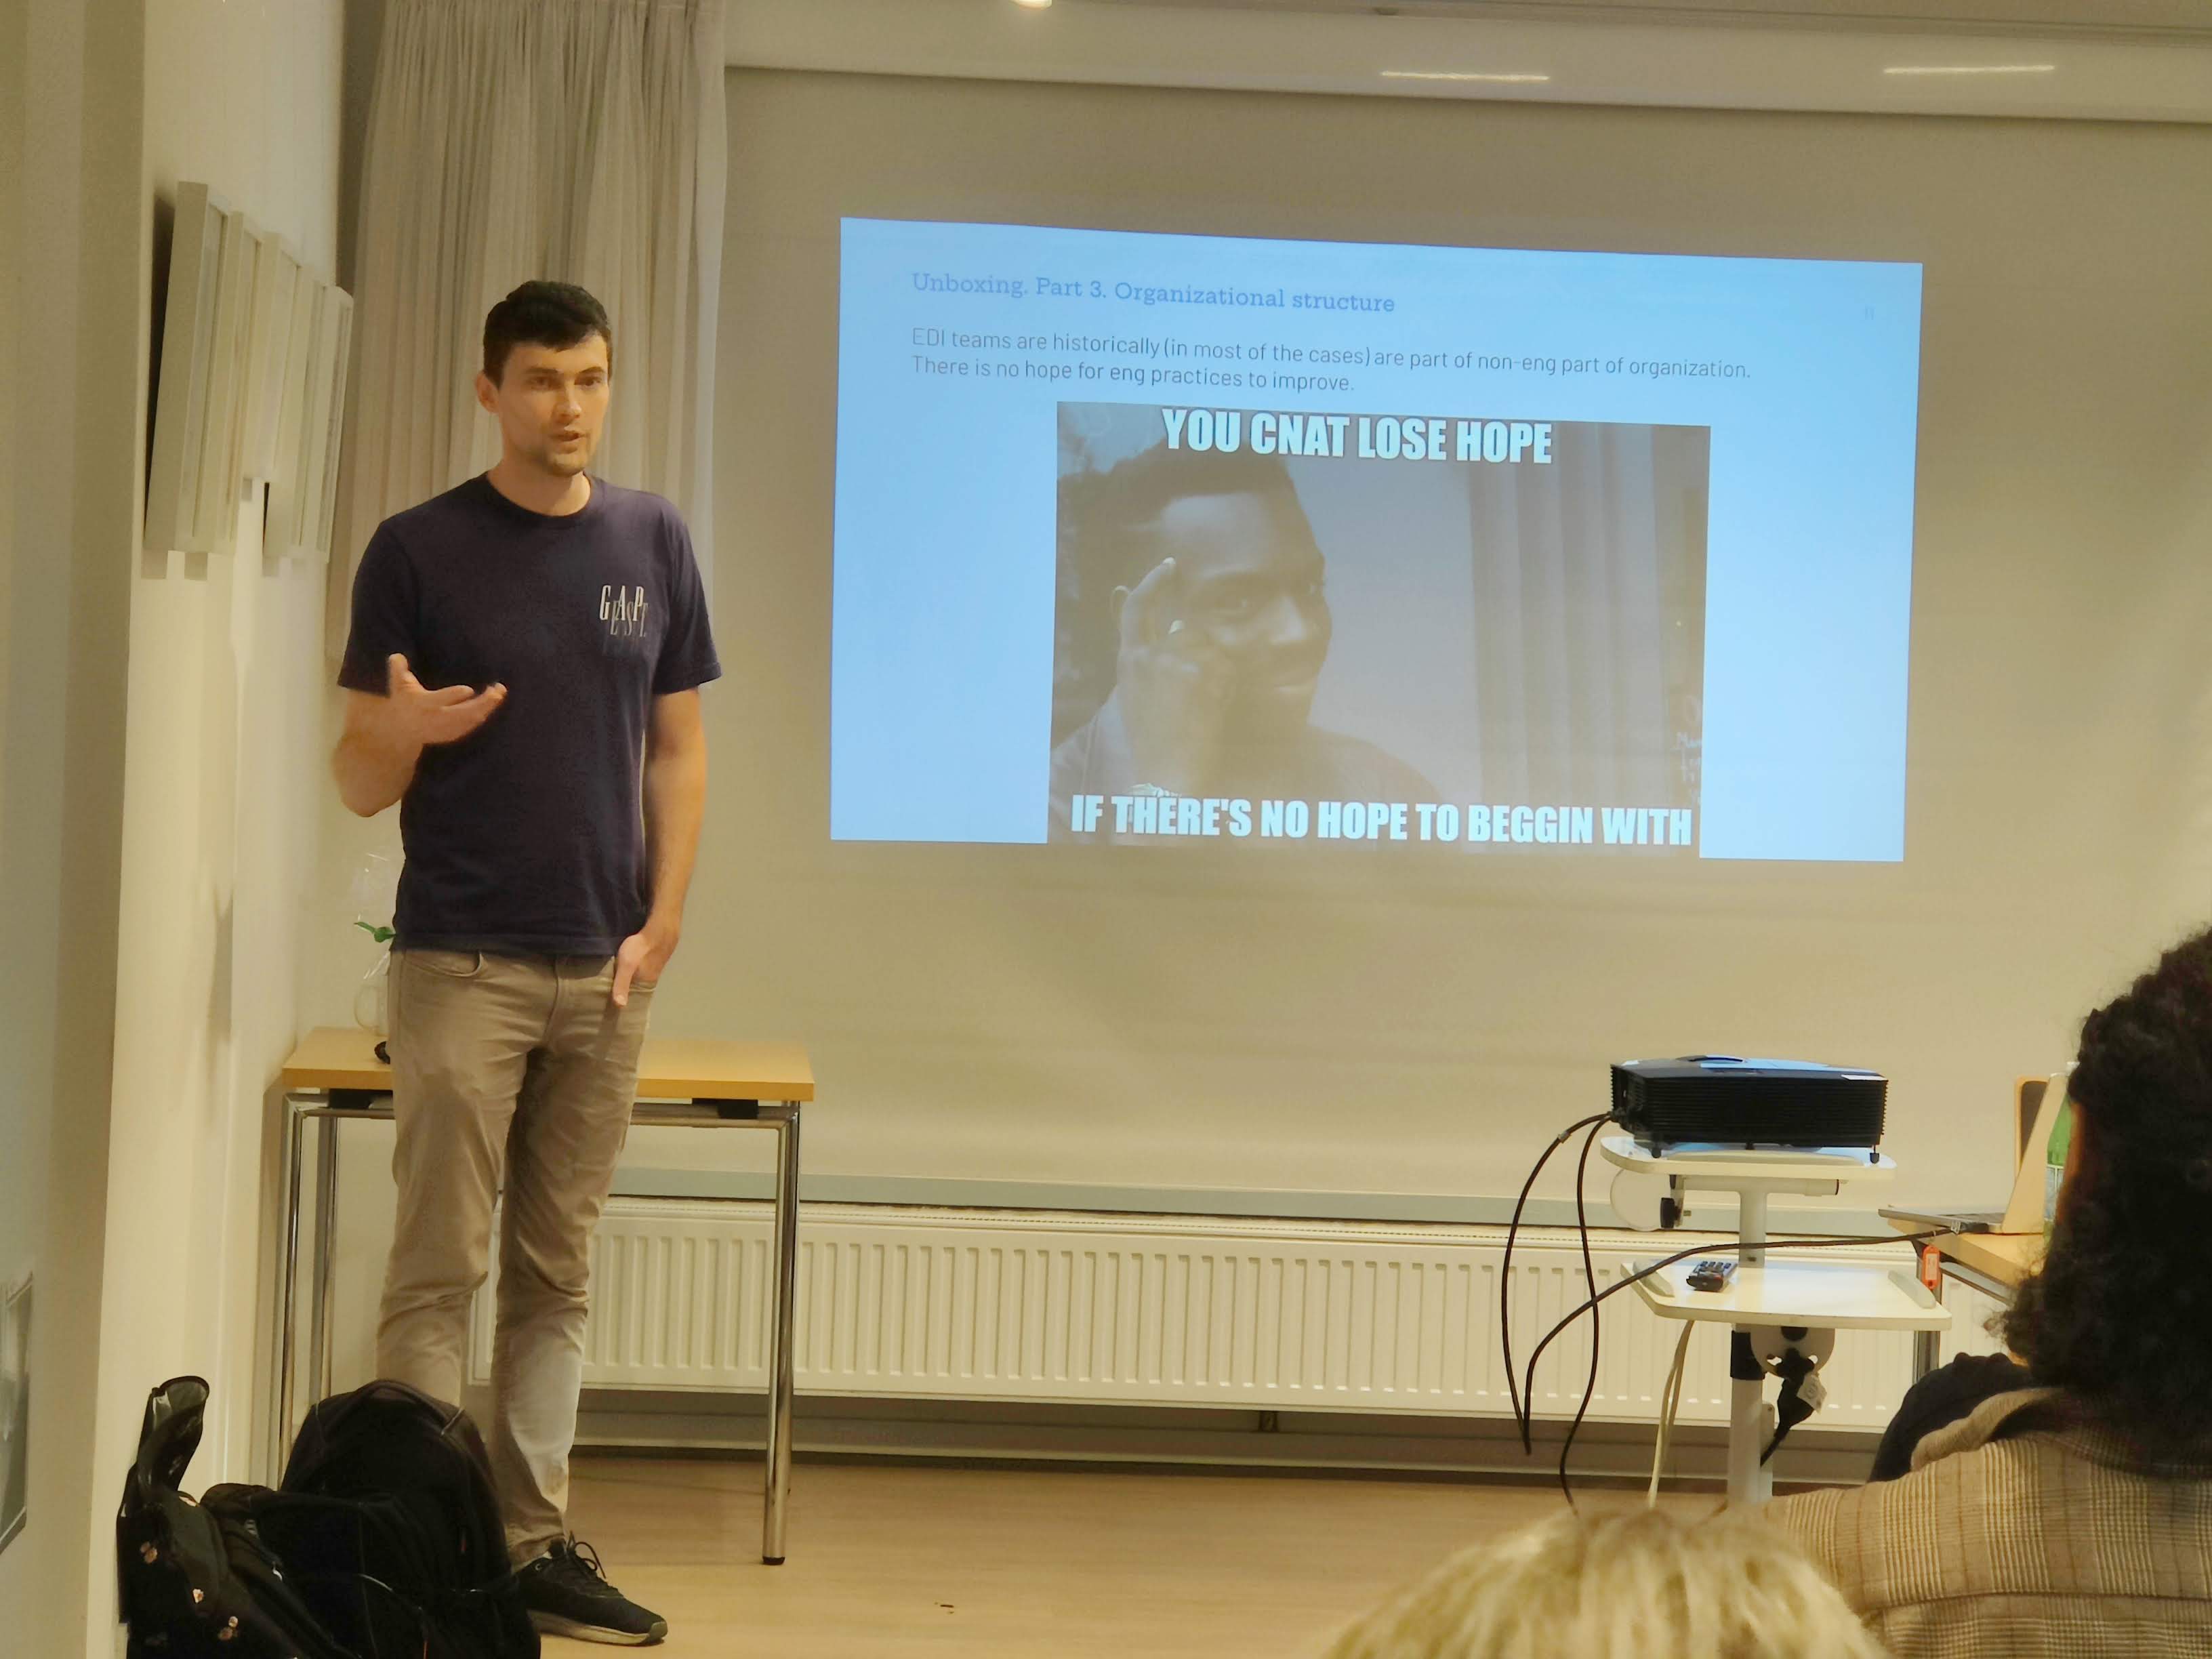 Unboxing. Part 3. Organizational structure
11
EDI teams are historically (in most of the cases) are part of non-eng part of organization.
There is no hope for eng practices to improve.
YOU CNAT LOSE HOPE
IF THERE'S NO HOPE TO BEGGIN WITH